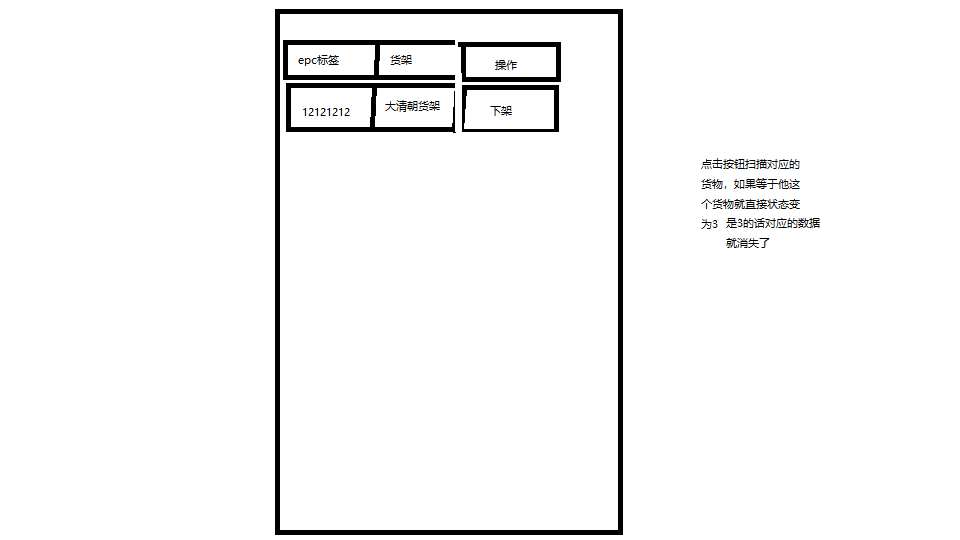 epc标签 货架 操作
12121212 大清朝货架 下架
点击按钮扫描对应的
货物，如果等于他这
个货物就直接状态变
为3 是3的话对应的数据
就消失了